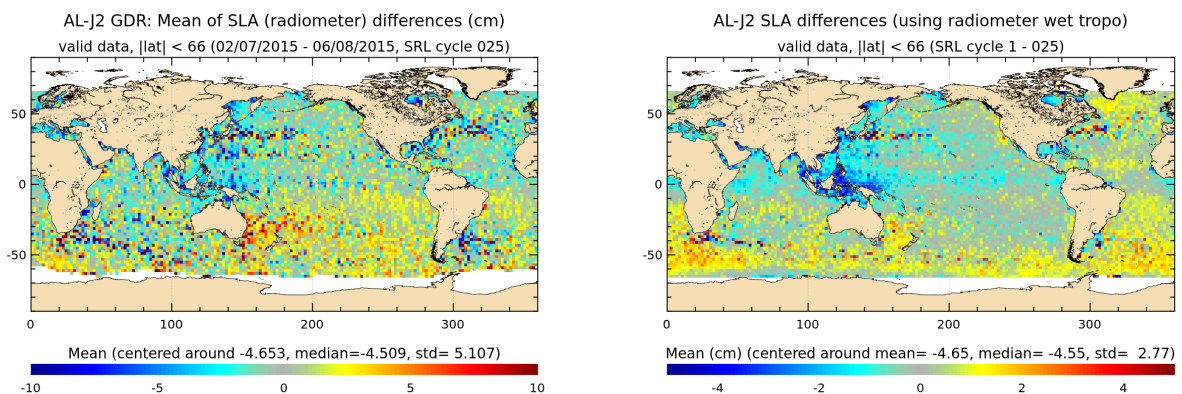 AL-J2 GDR: Mean of SLA (radiometer) differences (cm)
valid data, |lat| < 66 (02/07/2015 - 06/08/2015, SRL cycle 025)
50
0
-50
0 100 200 300
Mean (centered around -4.653, median=-4.509, std= 5.107)
-10 -5 0 5 10
AL-J2 SLA differences (using radiometer wet tropo)
valid data, |lat| < 66 (SRL cycle 1 - 025)
50
0
-50
0 100 200 300
Mean (cm) (centered around mean= -4.65, median= -4.55, std= 2.77)
-4 -2 0 2 4